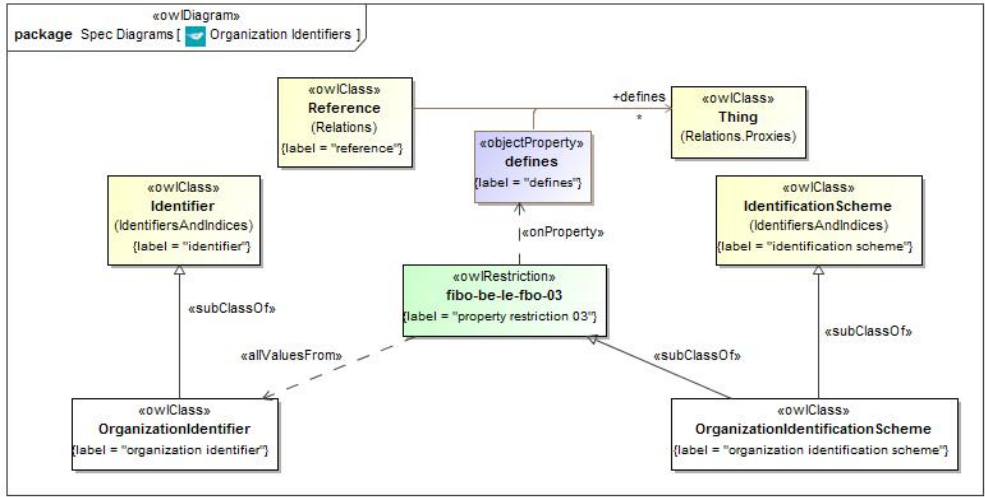 «owlDiagram»
package Spec Diagrams [ Organization Identifiers ]
«owlClass»
Reference
(Relations)
{label = "reference"}
+defines
*
«owlClass»
Thing
(Relations.Proxies)
«objectProperty»
defines
{label = "defines"}
«owlClass»
Identifier
(IdentifiersAndIndices)
{label = "identifier"}
«owlClass»
IdentificationScheme
(IdentifiersAndIndices)
{label = "identification scheme"}
«onProperty»
«owlRestriction»
fibo-be-le-fbo-03
{label = "property restriction 03"}
«subClassOf»
«allValuesFrom»
«subClassOf»
«subClassOf»
«owlClass»
OrganizationIdentifier
{label = "organization identifier"}
«owlClass»
OrganizationIdentificationScheme
{label = "organization identification scheme"}